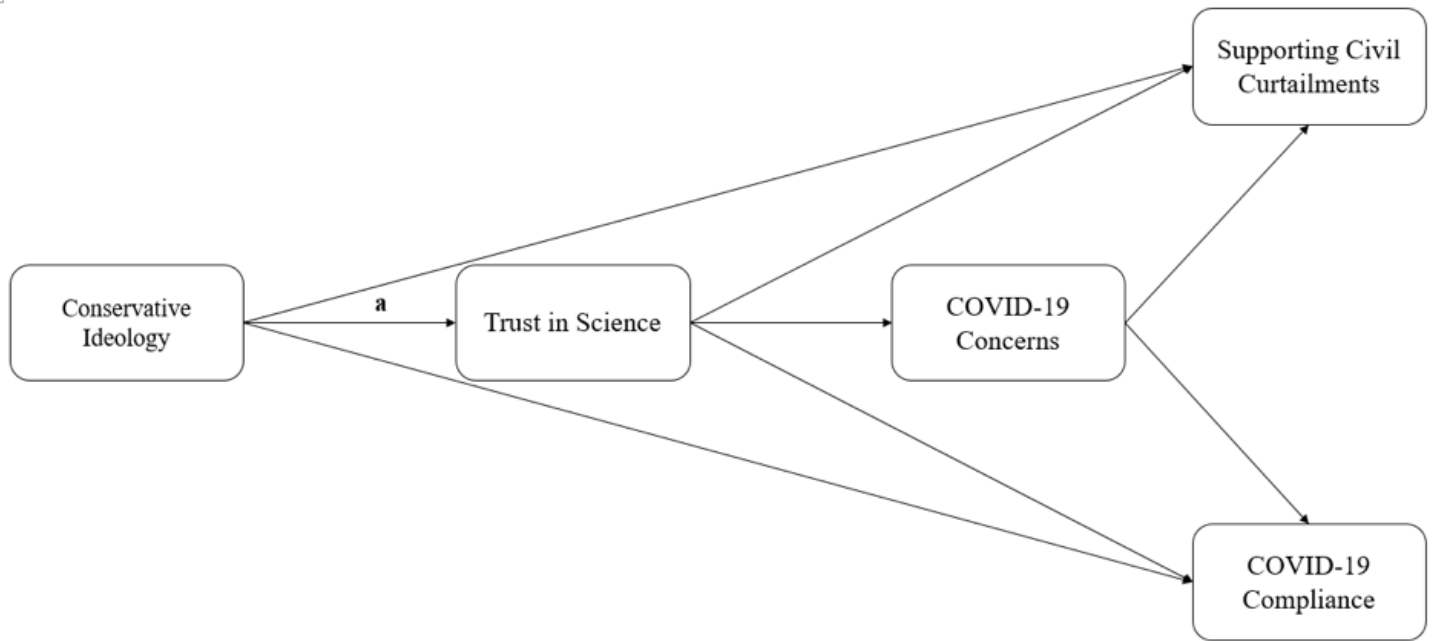 Supporting Civil
Curtailments
Conservative
Ideology
a
Trust in Science
COVID-19
Concerns
COVID-19
Compliance